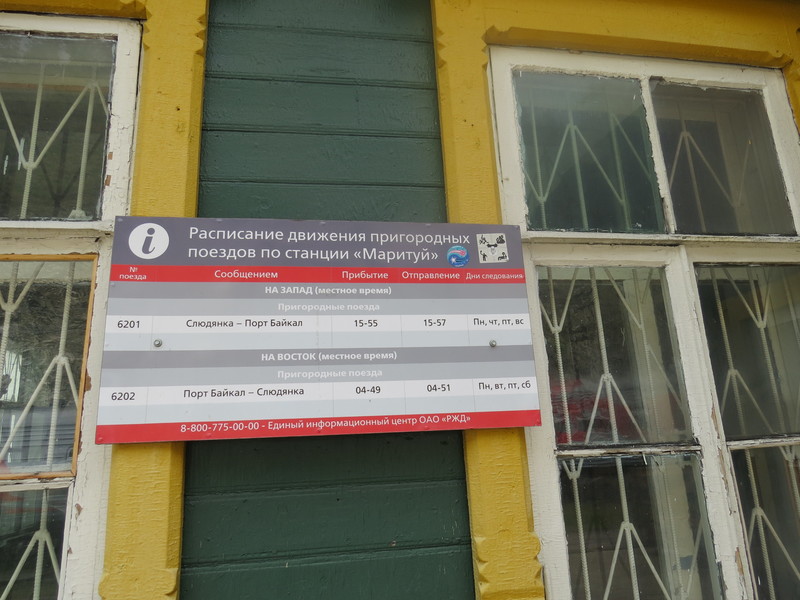 i Расписание движения пригородных
поездов по станции «Маритуй»
№ поезда Сообщением Прибытие Отправление Дни следования
НА ЗАПАД (местное время)
Пригородные поезда
6201 Слюдянка – Порт Байкал 15-55 15-57 Пн, чт, пт, вс
НА ВОСТОК (местное время)
Пригородные поезда
6202 Порт Байкал – Слюдянка 04-49 04-51 Пн, вт, пт, сб
8-800-775-00-00 - Единый информационный центр ОАО «РЖД»